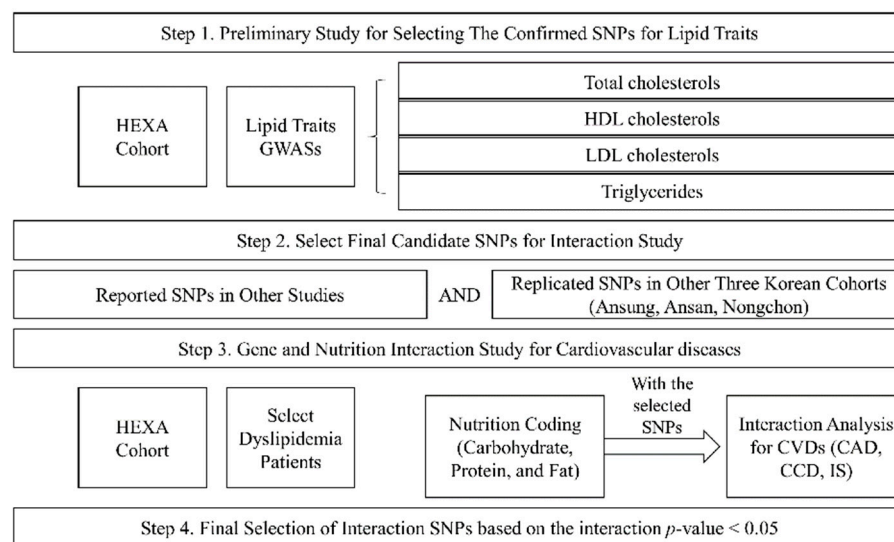 Step 1. Preliminary Study for Selecting The Confirmed SNPs for Lipid Traits
HEXA
Cohort
Lipid Traits
GWASs
Total cholesterols
HDL cholesterols
LDL cholesterols
Triglycerides
Step 2. Select Final Candidate SNPs for Interaction Study
Reported SNPs in Other Studies
AND
Replicated SNPs in Other Three Korean Cohorts
(Ansung, Ansan, Nongchon)
Step 3. Gene and Nutrition Interaction Study for Cardiovascular diseases
HEXA
Cohort
Select
Dyslipidemia
Patients
Nutrition Coding
(Carbohydrate,
Protein, and Fat)
With the
selected
SNPs
Interaction Analysis
for CVDs (CAD,
CCD, IS)
Step 4. Final Selection of Interaction SNPs based on the interaction p-value < 0.05